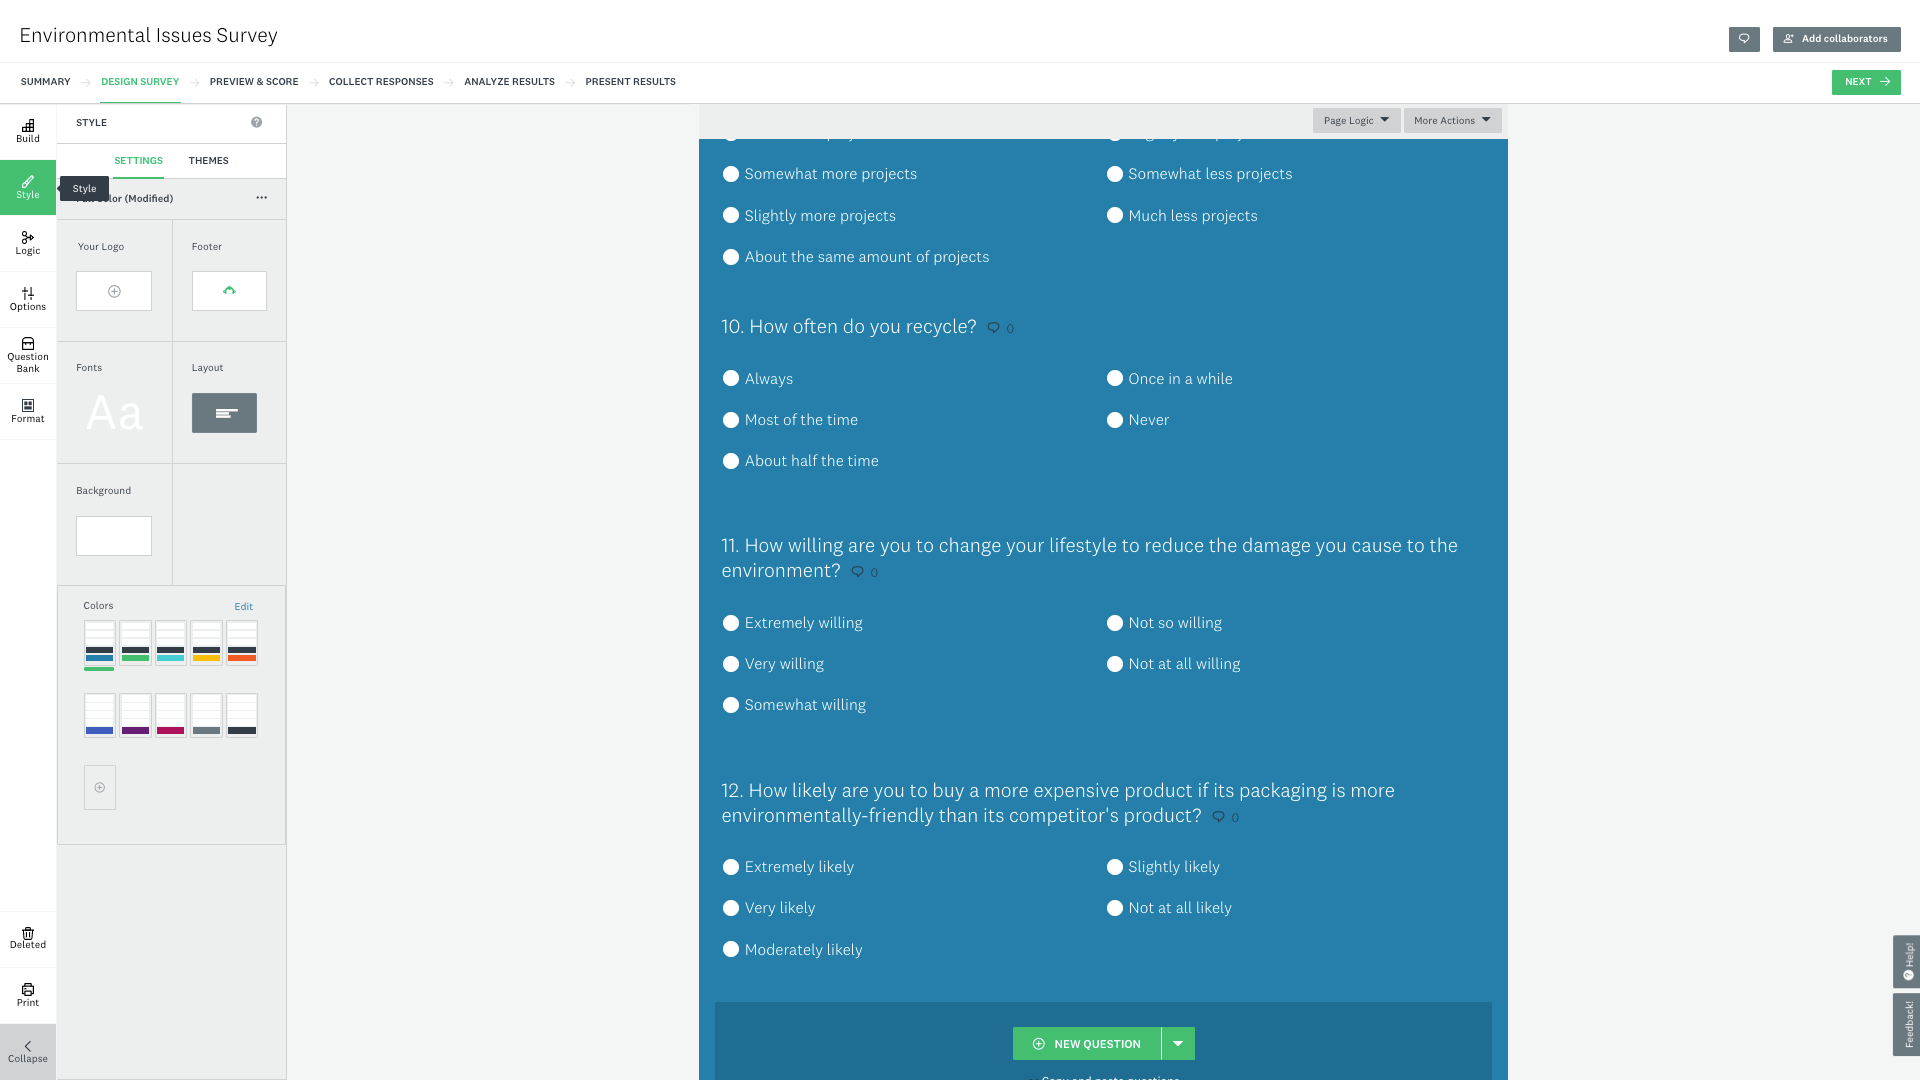 Environmental Issues Survey
Add collaborators
SUMMARY
DESIGN SURVEY
PREVIEW & SCORE
COLLECT RESPONSES
ANALYZE RESULTS
PRESENT RESULTS
NEXT
Build
Style
Logic
Options
Question
Bank
Format
Deleted
Print
Collapse
STYLE
SETTINGS
THEMES
Style
(Modified)
Your Logo
Footer
Fonts
Aa
Layout
Background
Colors
Edit
Page Logic
More Actions
Somewhat more projects
Somewhat less projects
Slightly more projects
Much less projects
About the same amount of projects
10. How often do you recycle? 0
Always
Once in a while
Most of the time
Never
About half the time
11. How willing are you to change your lifestyle to reduce the damage you cause to the
environment? 0
Extremely willing
Not so willing
Very willing
Not at all willing
Somewhat willing
12. How likely are you to buy a more expensive product if its packaging is more
environmentally-friendly than its competitor's product? 0
Extremely likely
Slightly likely
Very likely
Not at all likely
Moderately likely
NEW QUESTION
Copy and paste questions
Help!
Feedback!